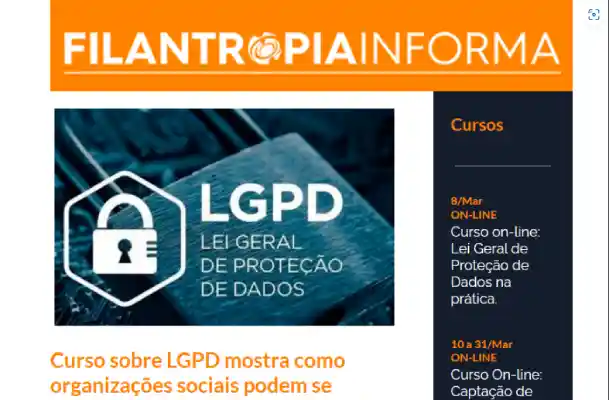 FILANTROPIAINFORMA
LGPD
LEI GERAL
DE PROTEÇÃO
DE DADOS
Curso sobre LGPD mostra como
organizações sociais podem se
Cursos
8/Mar
ON-LINE
Curso on-line:
Lei Geral de
Proteção de
Dados na
prática.
10 a 31/Mar
ON-LINE
Curso On-line:
Captação de